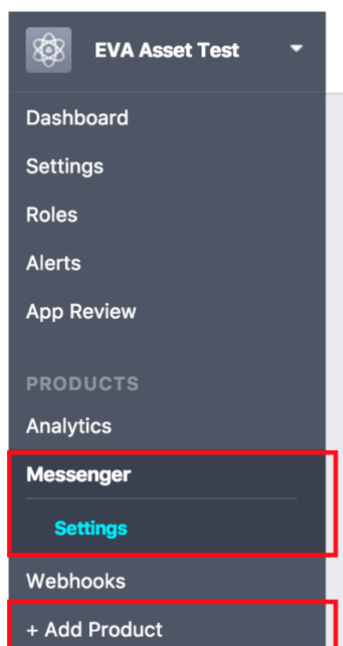 EVA Asset Test
Dashboard
Settings
Roles
Alerts
App Review
PRODUCTS
Analytics
Messenger
Settings
Webhooks
+ Add Product